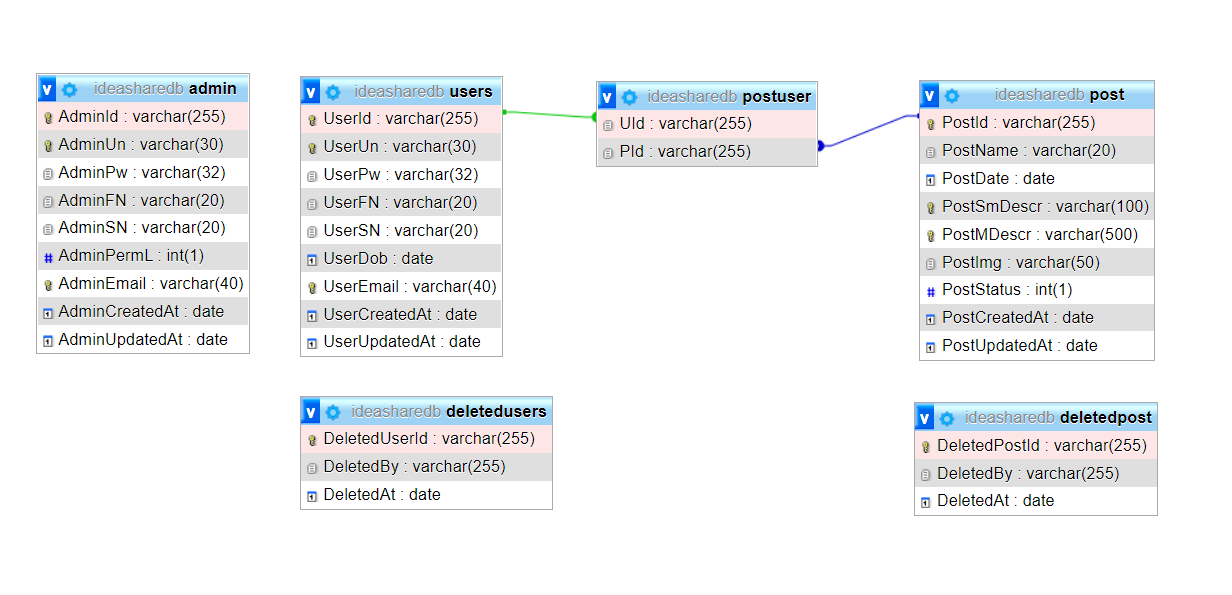 ideasharedb admin
AdminId : varchar(255)
AdminUn : varchar(30)
AdminPw : varchar(32)
AdminFN : varchar(20)
AdminSN : varchar(20)
AdminPermL : int(1)
AdminEmail : varchar(40)
AdminCreatedAt : date
AdminUpdatedAt : date
ideasharedb users
UserId : varchar(255)
UserUn : varchar(30)
UserPw : varchar(32)
UserFN : varchar(20)
UserSN : varchar(20)
UserDob : date
UserEmail : varchar(40)
UserCreatedAt : date
UserUpdatedAt : date
ideasharedb postuser
UId : varchar(255)
PId : varchar(255)
ideasharedb post
PostId : varchar(255)
PostName : varchar(20)
PostDate : date
PostSmDescr : varchar(100)
PostMDescr : varchar(500)
PostImg : varchar(50)
PostStatus : int(1)
PostCreatedAt : date
PostUpdatedAt : date
ideasharedb deletedusers
DeletedUserId : varchar(255)
DeletedBy : varchar(255)
DeletedAt : date
ideasharedb deletedpost
DeletedPostId : varchar(255)
DeletedBy : varchar(255)
DeletedAt : date